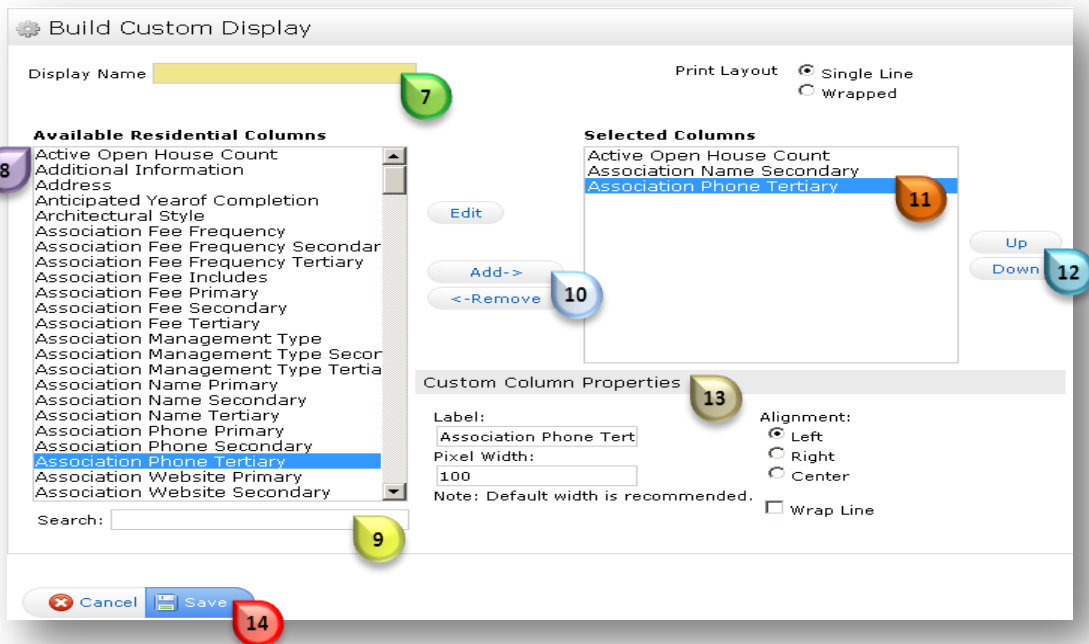 Build Custom Display
Display Name
7
Print Layout
Single Line
Wrapped
Available Residential Columns
8
Active Open House Count
Additional Information
Address
Anticipated Yearof Completion
Architectural Style
Association Fee Frequency
Association Fee Frequency Secondar
Association Fee Frequency Tertiary
Association Fee Includes
Association Fee Primary
Association Fee Secondary
Association Fee Tertiary
Association Management Type
Association Management Type Secor
Association Management Type Tertia
Association Name Primary
Association Name Secondary
Association Name Tertiary
Association Phone Primary
Association Phone Secondary
Association Phone Tertiary
Association Website Primary
Association Website Secondary
Search:
9
Edit
Add->
<-Remove
10
Selected Columns
Active Open House Count
Association Name Secondary
Association Phone Tertiary
11
Up
Down
12
Custom Column Properties
13
Label:
Association Phone Tert
Pixel Width:
100
Note: Default width is recommended.
Alignment:
Left
Right
Center
Wrap Line
Cancel
Save
14